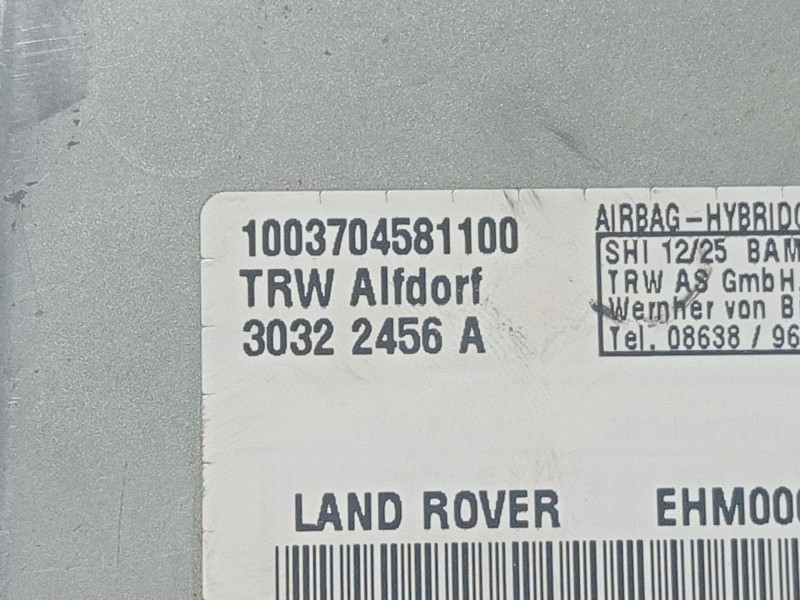 1003704581100
TRW Alfdorf
3032 2456 A
AIRBAG-HYBRIDG
SHI 12/25 BAM
TRW AS GmbH,
Wernher von B
Tel. 08638 / 96
LAND ROVER
EHM000